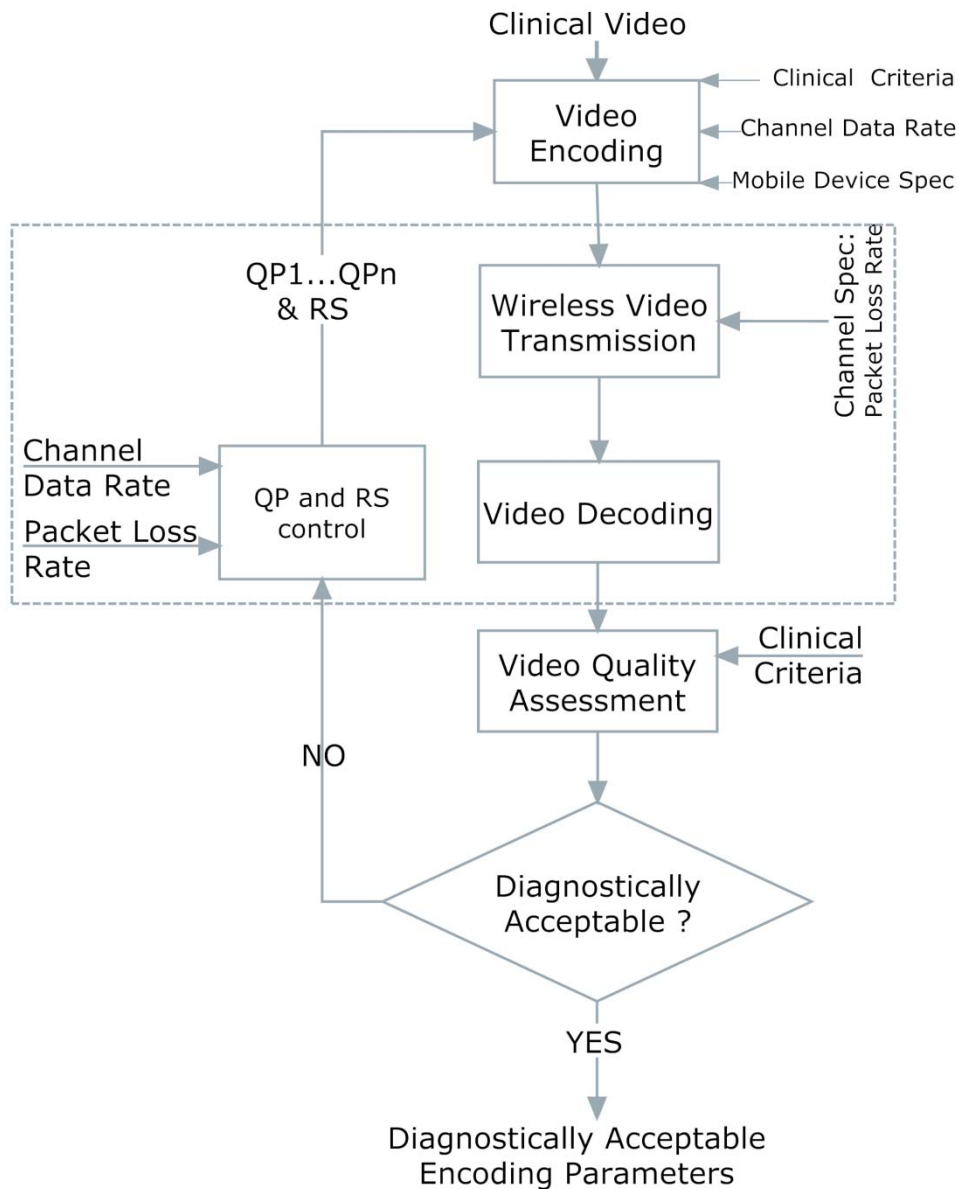 Clinical Video
Clinical Criteria
Video
Encoding
Channel Data Rate
Mobile Device Spec
QP1...QPn
& RS
Wireless Video
Transmission
Channel Spec:
Packet Loss Rate
Channel
Data Rate
Packet Loss
Rate
QP and RS
control
Video Decoding
Video Quality
Assessment
Clinical
Criteria
NO
Diagnostically
Acceptable ?
YES
Diagnostically Acceptable
Encoding Parameters